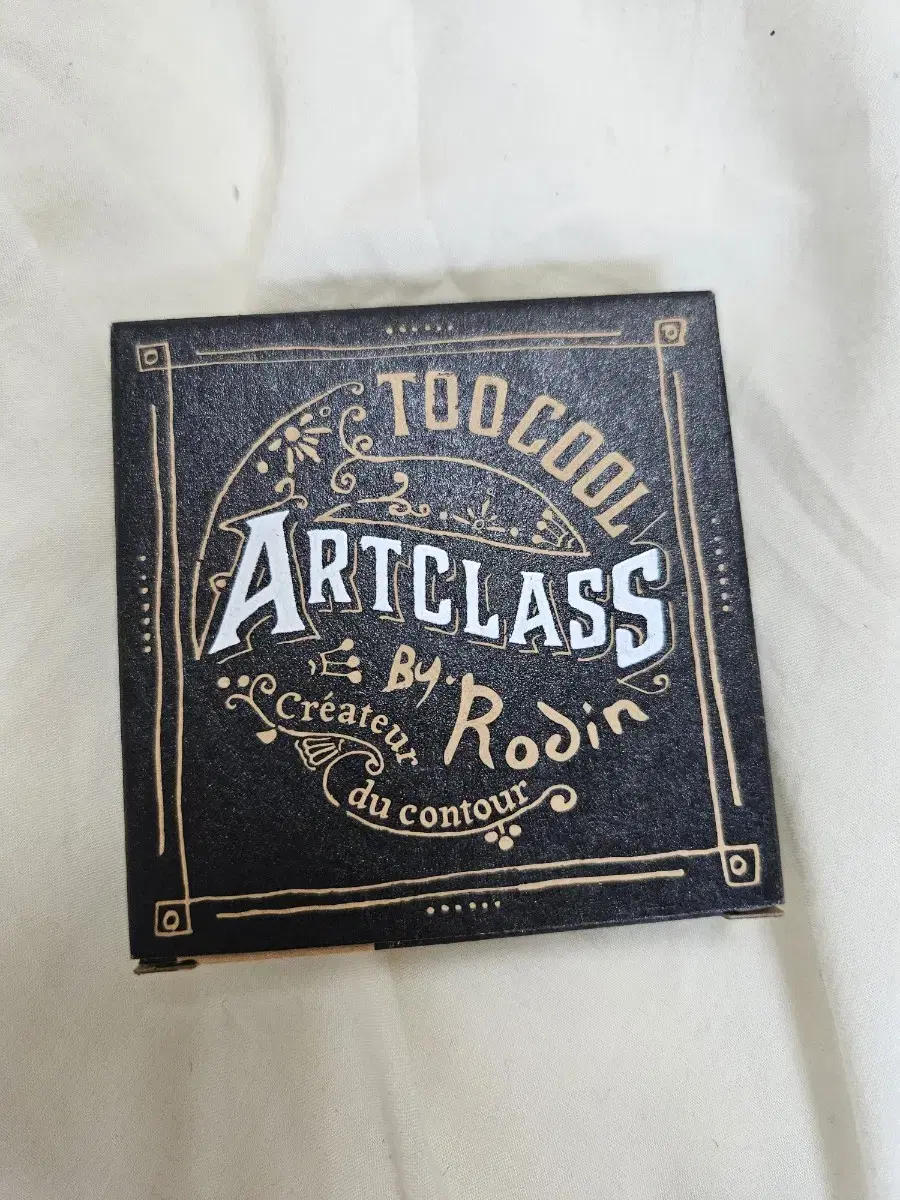 TOOCOOL
ARTCLASS
By. Rodin
Créateur
du contour